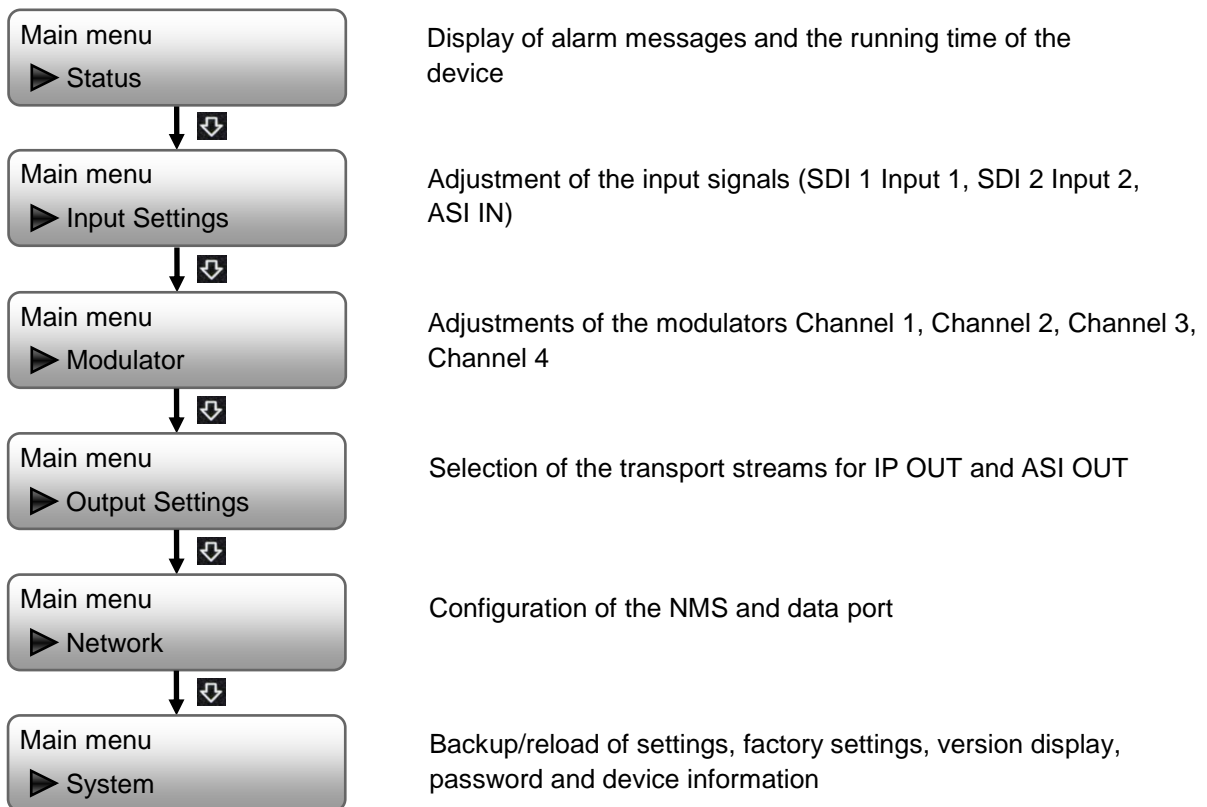 Main menu
Status
Display of alarm messages and the running time of the
device
Main menu
Input Settings
Adjustment of the input signals (SDI 1 Input 1, SDI 2 Input 2,
ASI IN)
Main menu
Modulator
Adjustments of the modulators Channel 1, Channel 2, Channel 3,
Channel 4
Main menu
Output Settings
Selection of the transport streams for IP OUT and ASI OUT
Main menu
Network
Configuration of the NMS and data port
Main menu
System
Backup/reload of settings, factory settings, version display,
password and device information